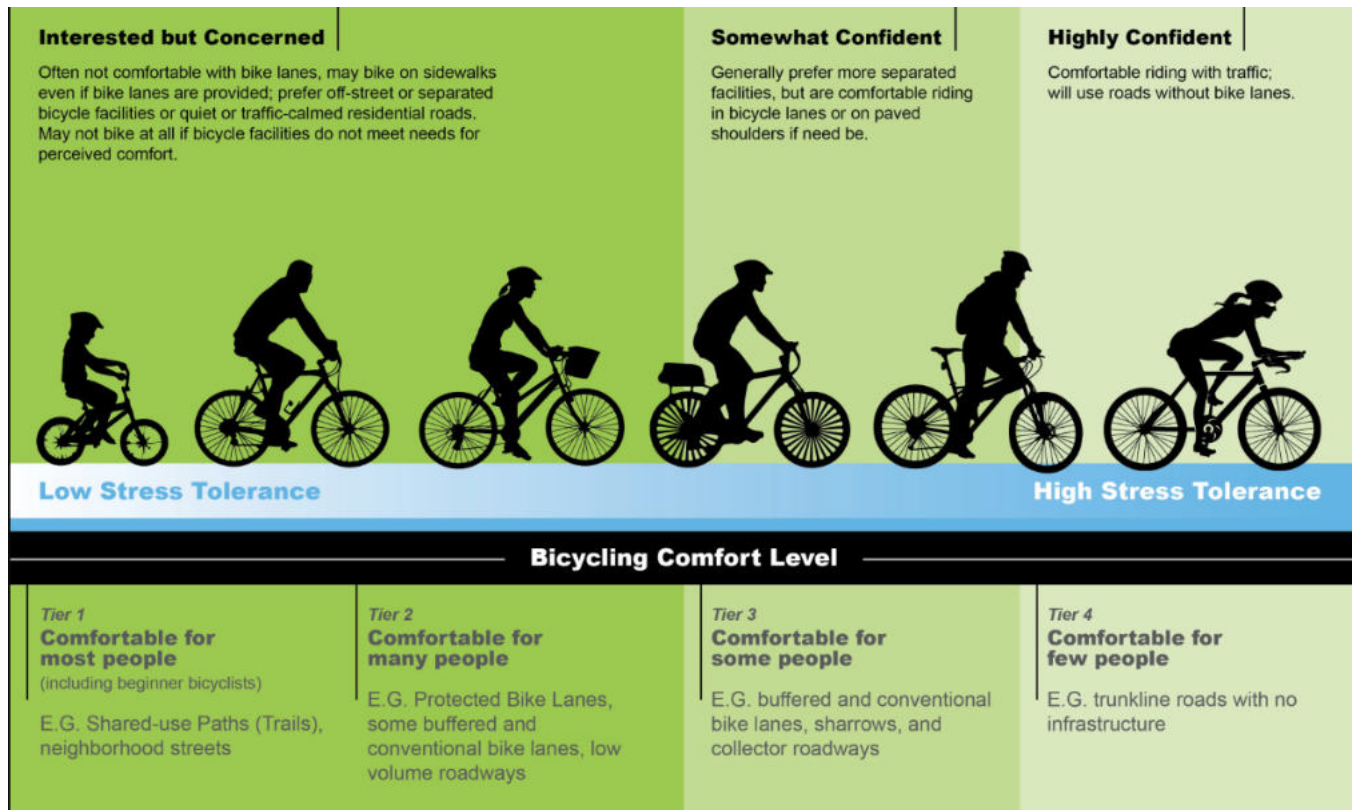 Interested but Concerned
Often not comfortable with bike lanes, may bike on sidewalks
even if bike lanes are provided; prefer off-street or separated
bicycle facilities or quiet or traffic-calmed residential roads.
May not bike at all if bicycle facilities do not meet needs for
perceived comfort.
Somewhat Confident
Generally prefer more separated
facilities, but are comfortable riding
in bicycle lanes or on paved
shoulders if need be.
Highly Confident
Comfortable riding with traffic;
will use roads without bike lanes.
Low Stress Tolerance
High Stress Tolerance
Bicycling Comfort Level
Tier 1
Comfortable for
most people
(including beginner bicyclists)
E.G. Shared-use Paths (Trails),
neighborhood streets
Tier 2
Comfortable for
many people
E.G. Protected Bike Lanes,
some buffered and
conventional bike lanes, low
volume roadways
Tier 3
Comfortable for
some people
E.G. buffered and conventional
bike lanes, sharrows, and
collector roadways
Tier 4
Comfortable for
few people
E.G. trunkline roads with no
infrastructure